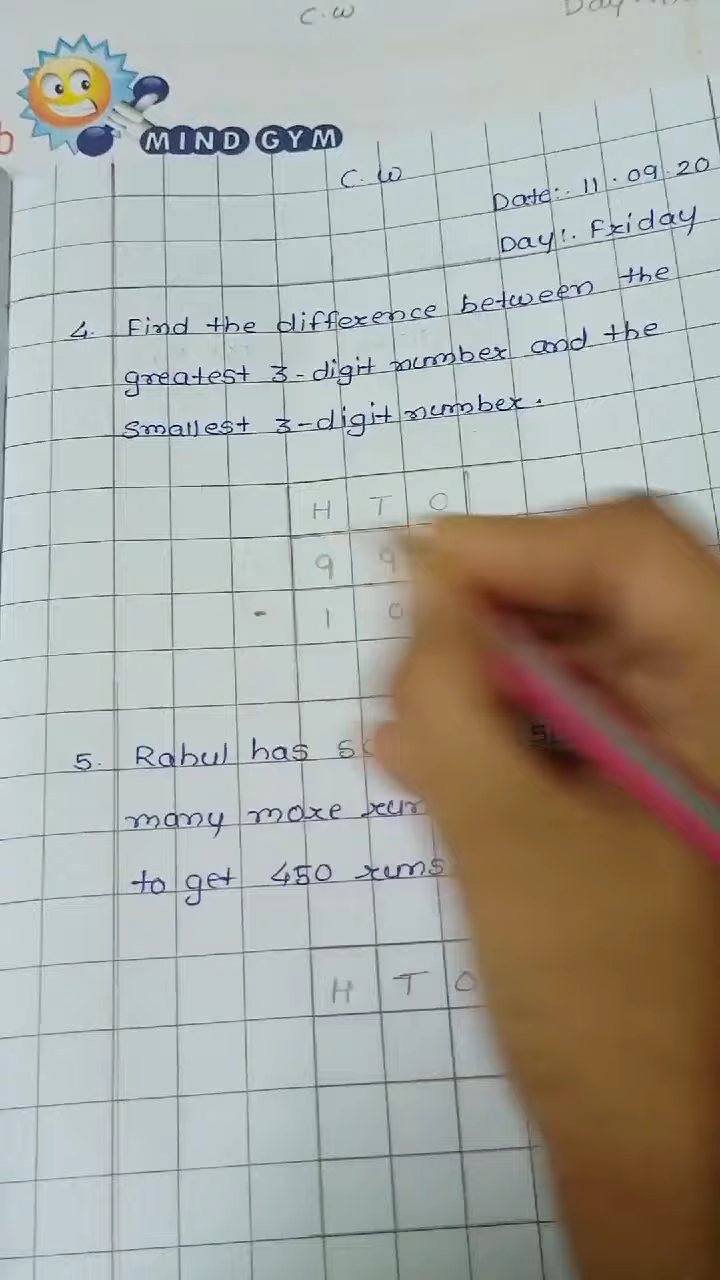 C.W
Day
MIND GYM
C.W
Date:. 11.09.20
Day:. Friday
4. Find the difference between the
greatest 3-digit number and the
smallest 3-digit number.
H T O
9 9
- 1 0
5. Rahul has
many more
to get 450 runs
H T O